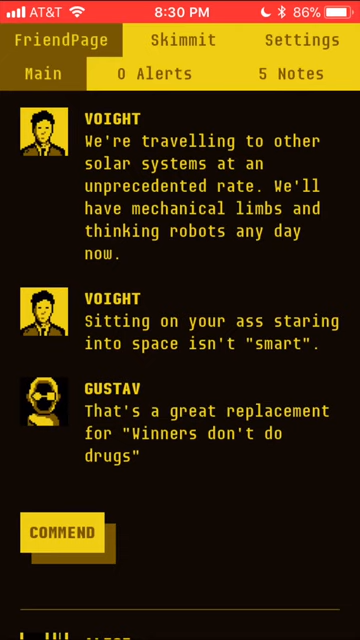 AT&T 8:30 PM 86%
FriendPage Skimmit Settings
Main 0 Alerts 5 Notes
VOIGHT
We're travelling to other
solar systems at an
unprecedented rate. We'll
have mechanical limbs and
thinking robots any day
now.
VOIGHT
Sitting on your ass staring
into space isn't "smart".
GUSTAV
That's a great replacement
for "Winners don't do
drugs"
COMMEND